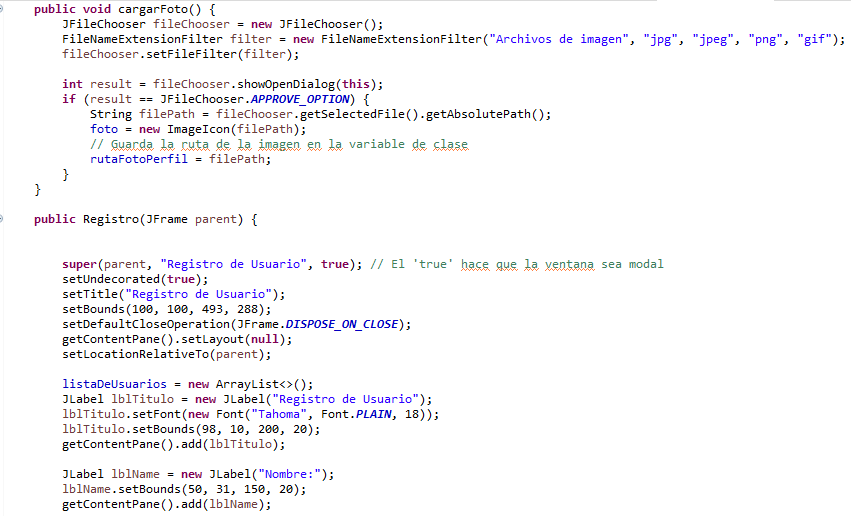 public void cargarFoto() {
JFileChooser fileChooser = new JFileChooser();
FileNameExtensionFilter filter = new FileNameExtensionFilter("Archivos de imagen", "jpg", "jpeg", "png", "gif");
fileChooser.setFileFilter(filter);
int result = fileChooser.showOpenDialog(this);
if (result == JFileChooser.APPROVE_OPTION) {
String filePath = fileChooser.getSelectedFile().getAbsolutePath();
foto = new ImageIcon(filePath);
// Guarda la ruta de la imagen en la variable de clase
rutaFotoPerfil = filePath;
}
}
public Registro(JFrame parent) {
super(parent, "Registro de Usuario", true); // El 'true' hace que la ventana sea modal
setUndecorated(true);
setTitle("Registro de Usuario");
setBounds(100, 100, 493, 288);
setDefaultCloseOperation(JFrame.DISPOSE_ON_CLOSE);
getContentPane().setLayout(null);
setLocationRelativeTo(parent);
listaDeUsuarios = new ArrayList<>();
JLabel lblTitulo = new JLabel("Registro de Usuario");
lblTitulo.setFont(new Font("Tahoma", Font.PLAIN, 18));
lblTitulo.setBounds(98, 10, 200, 20);
getContentPane().add(lblTitulo);
JLabel lblName = new JLabel("Nombre:");
lblName.setBounds(50, 31, 150, 20);
getContentPane().add(lblName);